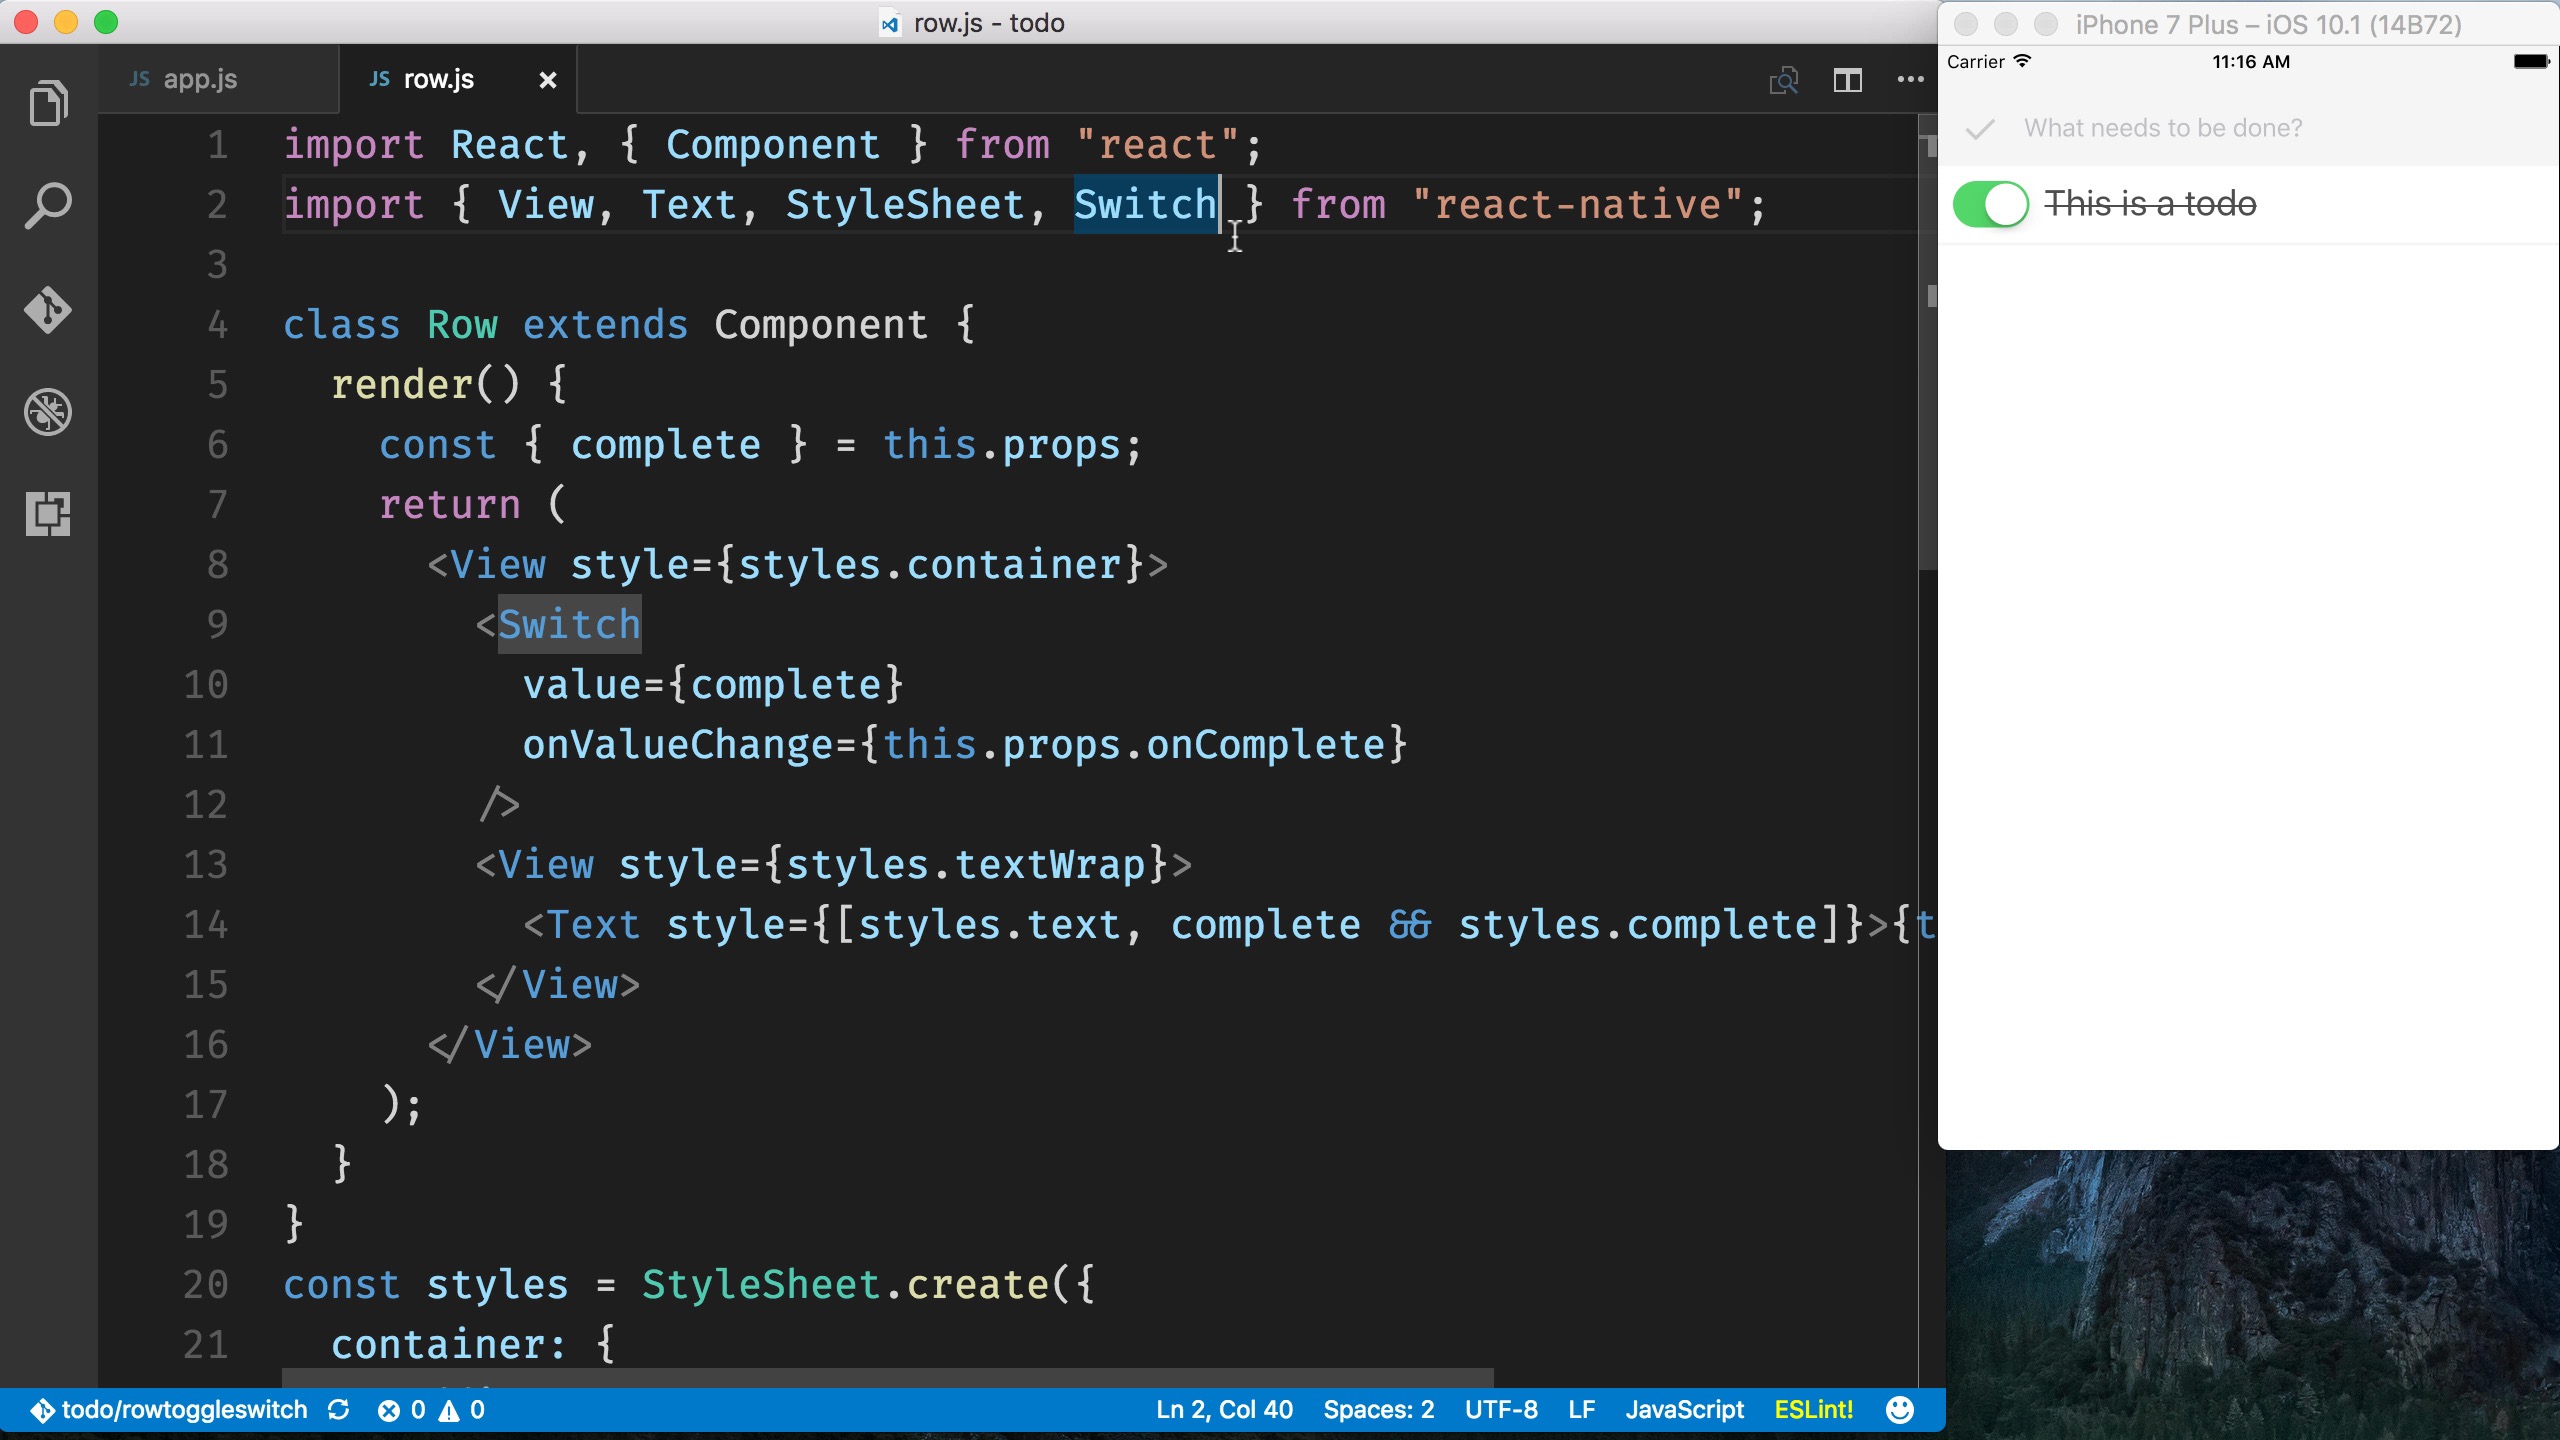 row.js - todo
JS app.js
JS row.js
1 import React, { Component } from "react";
2 import { View, Text, StyleSheet, Switch } from "react-native";
3
4 class Row extends Component {
5 render() {
6 const { complete } = this.props;
7 return (
8 <View style={styles.container}>
9 <Switch
10 value={complete}
11 onValueChange={this.props.onComplete}
12 />
13 <View style={styles.textWrap}>
14 <Text style={[styles.text, complete && styles.complete]}>{t
15 </View>
16 </View>
17 );
18 }
19 }
20 const styles = StyleSheet.create({
21 container: {
todo/rowtoggleswitch 0 0 Ln 2, Col 40 Spaces: 2 UTF-8 LF JavaScript ESLint!
iPhone 7 Plus – iOS 10.1 (14B72)
Carrier 11:16 AM
What needs to be done?
This is a todo